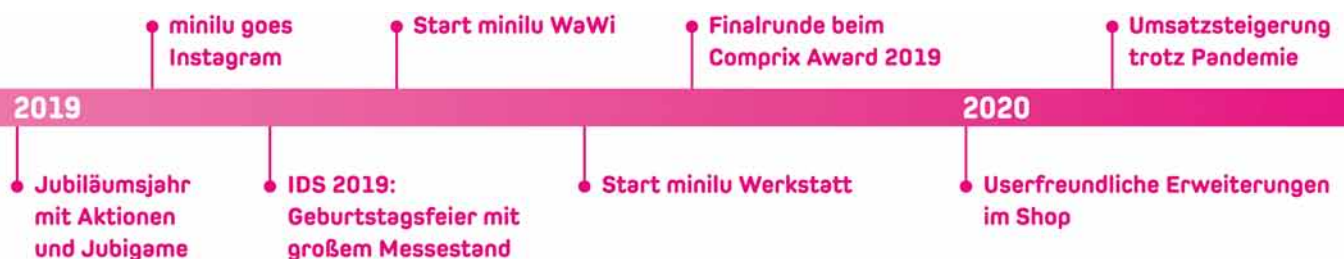 minilu goes
Instagram
Start minilu WaWi
Finalrunde beim
Comprix Award 2019
Umsatzsteigerung
trotz Pandemie
2019
2020
Jubiläumsjahr
mit Aktionen
und Jubigame
IDS 2019:
Geburtstagsfeier mit
großem Messestand
Start minilu Werkstatt
Userfreundliche Erweiterungen
im Shop